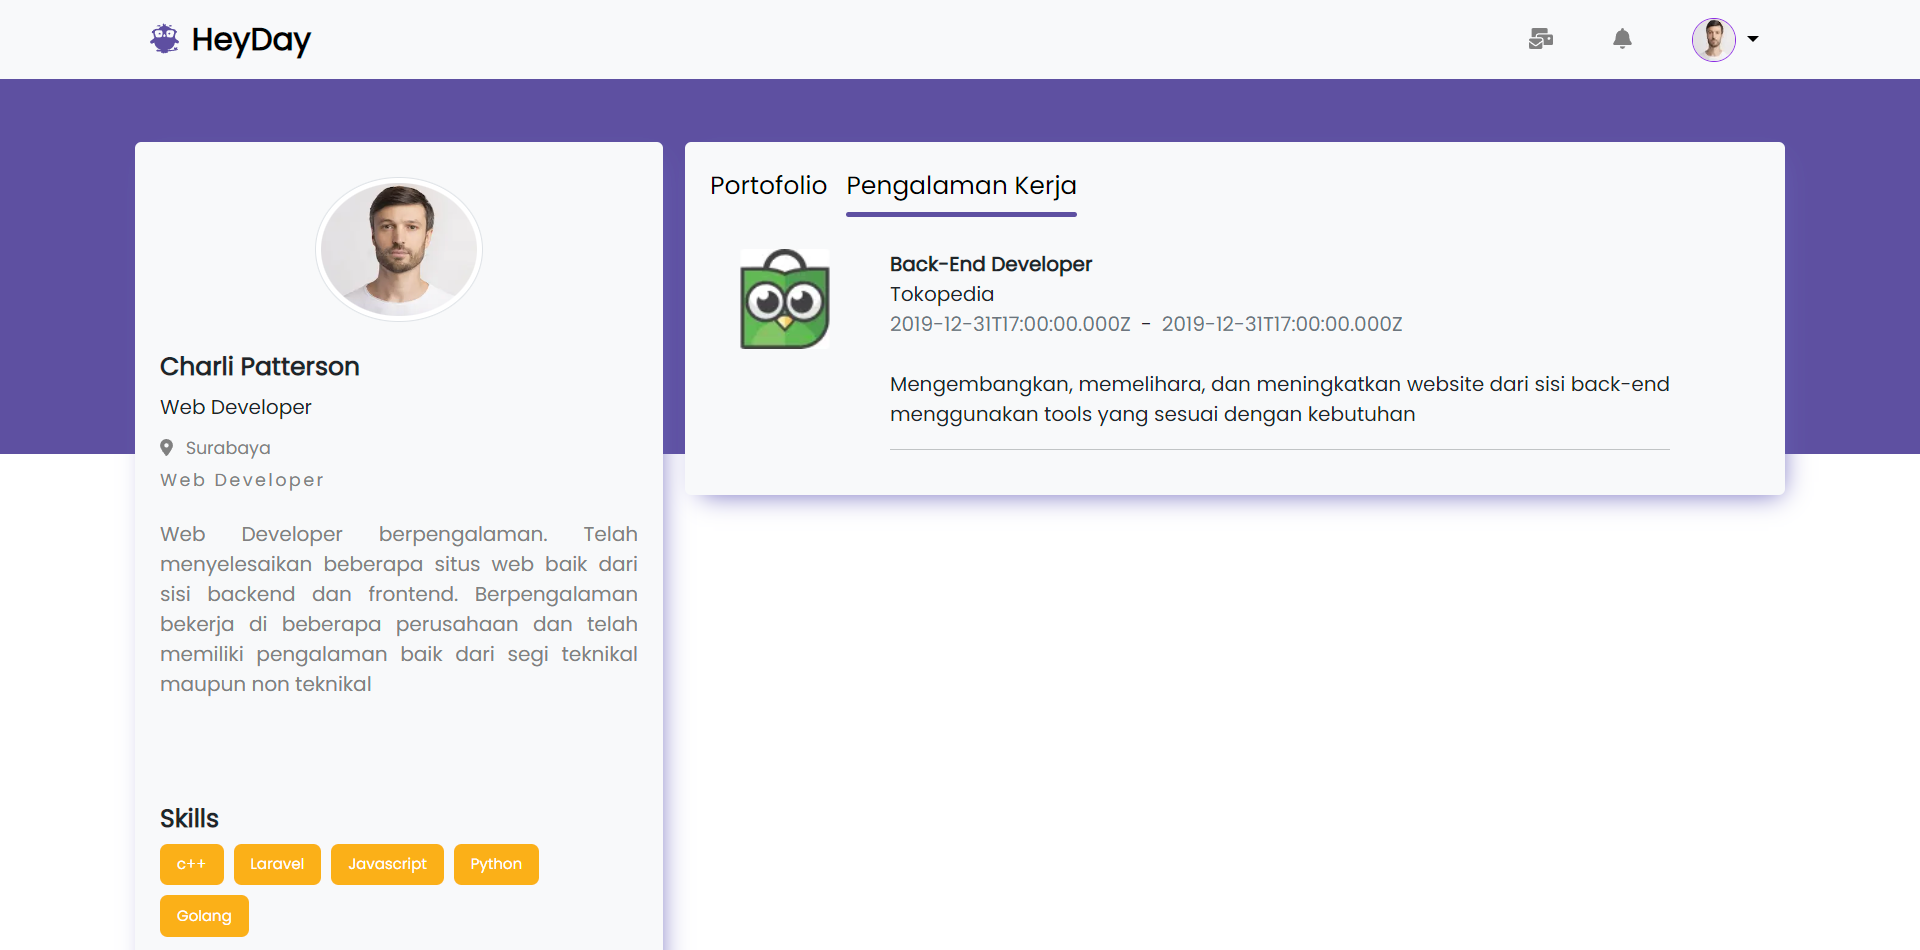 HeyDay
Charli Patterson
Web Developer
Surabaya
Web Developer
Web Developer berpengalaman. Telah
menyelesaikan beberapa situs web baik dari
sisi backend dan frontend. Berpengalaman
bekerja di beberapa perusahaan dan telah
memiliki pengalaman baik dari segi teknikal
maupun non teknikal
Skills
c++ Laravel Javascript Python
Golang
Portofolio Pengalaman Kerja
Back-End Developer
Tokopedia
2019-12-31T17:00:00.000Z - 2019-12-31T17:00:00.000Z
Mengembangkan, memelihara, dan meningkatkan website dari sisi back-end
menggunakan tools yang sesuai dengan kebutuhan